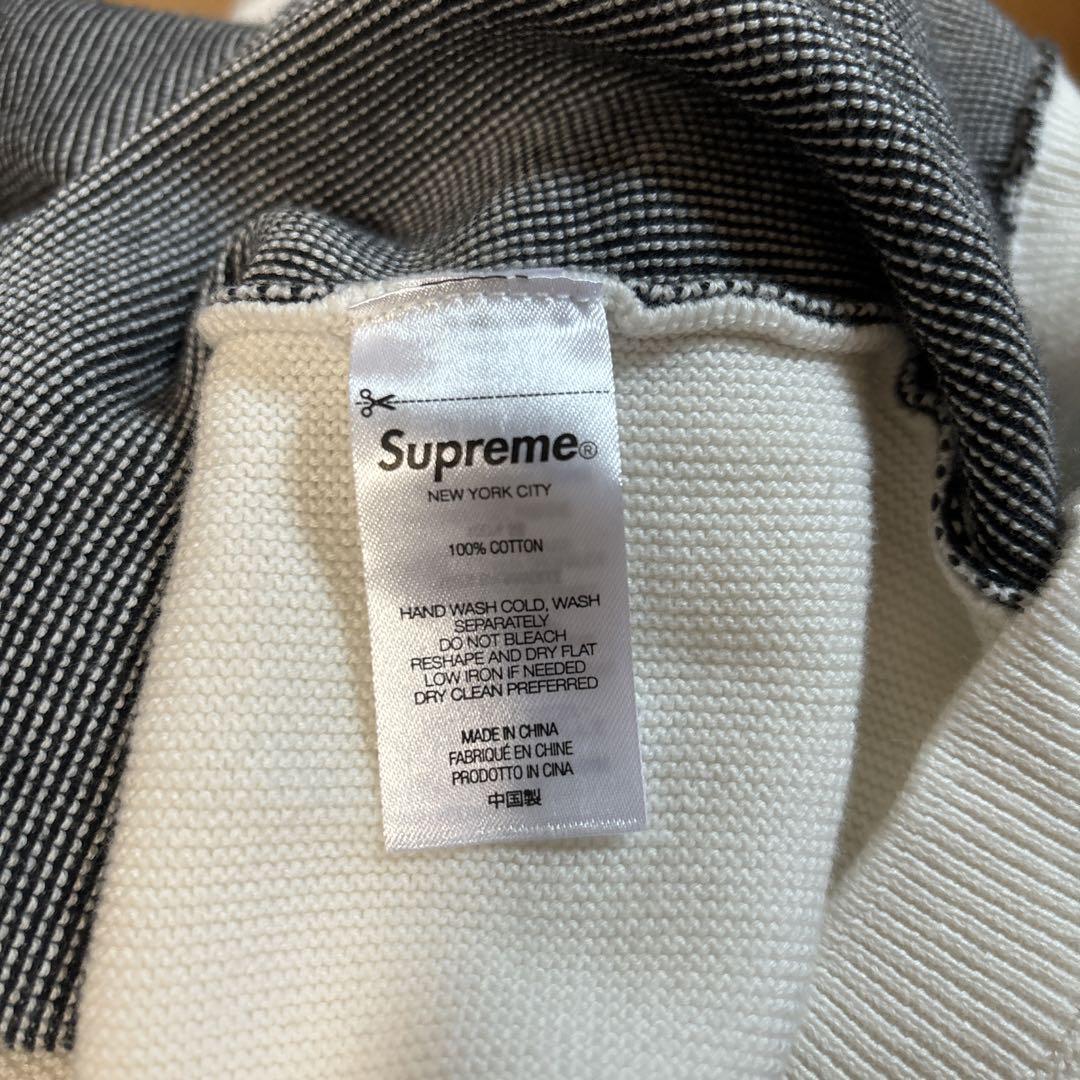 Supreme®
NEW YORK CITY
100% COTTON
HAND WASH COLD, WASH
SEPARATELY
DO NOT BLEACH
RESHAPE AND DRY FLAT
LOW IRON IF NEEDED
DRY CLEAN PREFERRED
MADE IN CHINA
FABRIQUÉ EN CHINE
PRODOTTO IN CINA
中国製